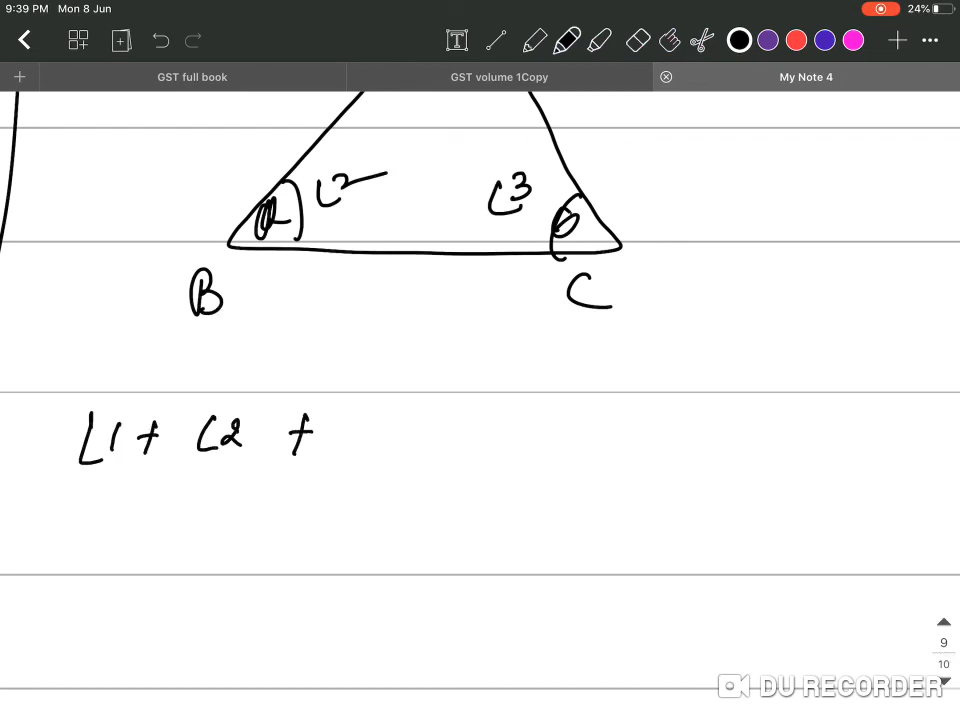 9:39 PM Mon 8 Jun 24%
GST full book GST volume 1Copy My Note 4
∠2 ∠3
B C
∠1 + ∠2 +
9
10
DU RECORDER